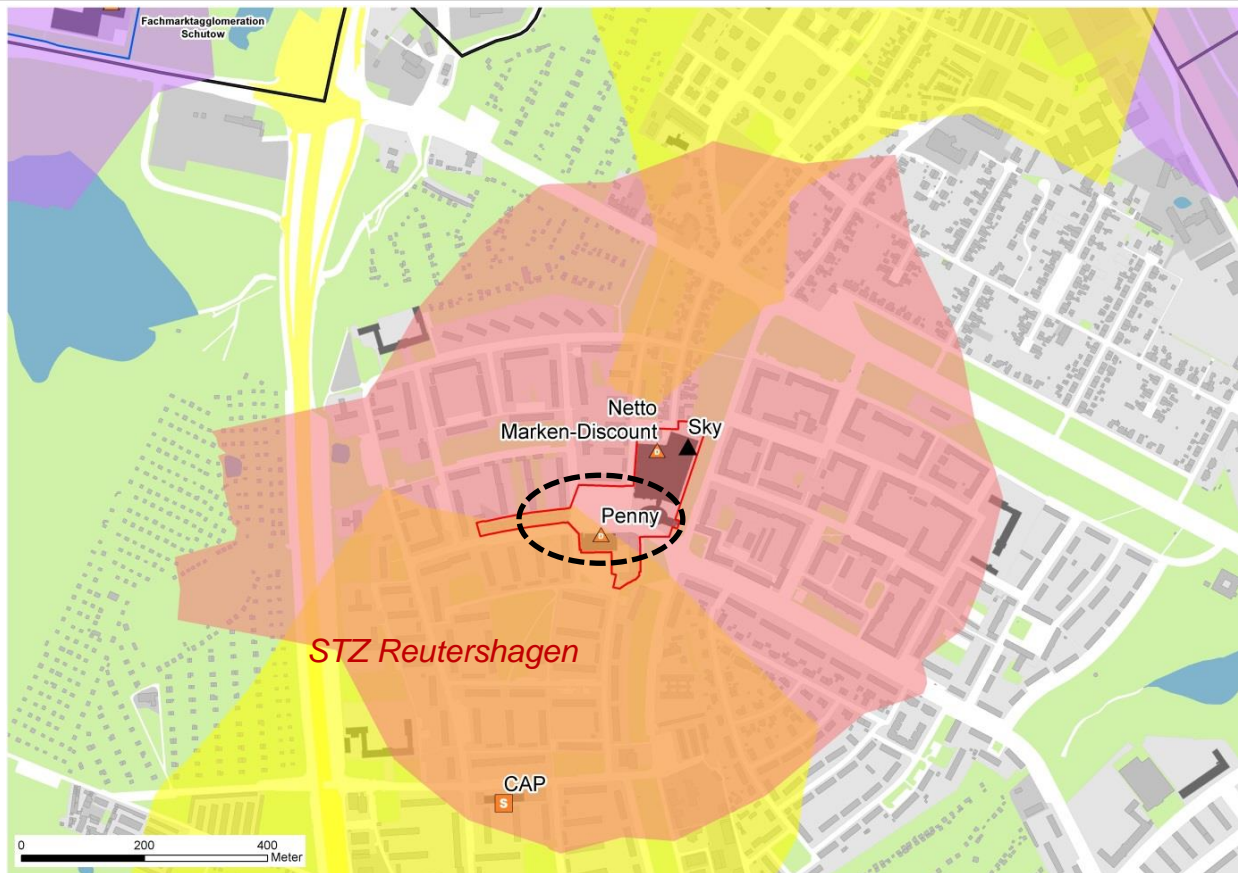 Fachmarktagglomeration
Schutow
Netto
Marken-Discount
Sky
Penny
STZ Reutershagen
CAP
S
0 200 400
Meter